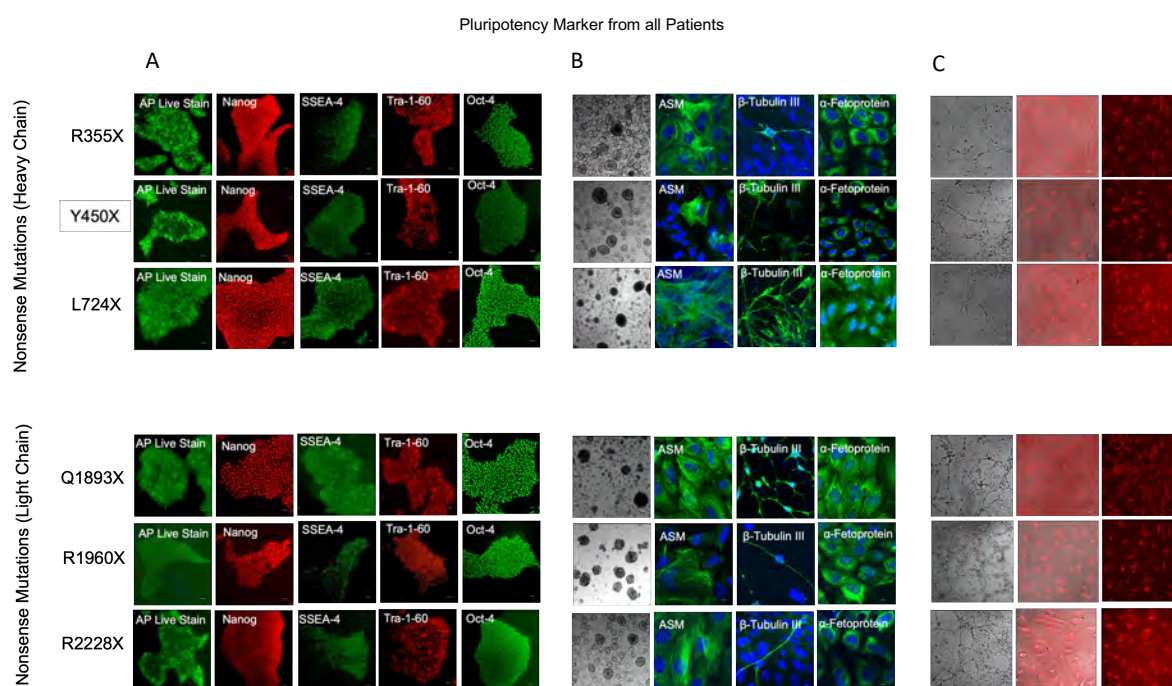 Pluripotency Marker from all Patients
A B C
Nonsense Mutations (Heavy Chain)
R355X
AP Live Stain Nanog SSEA-4 Tra-1-60 Oct-4 ASM β-Tubulin III α-Fetoprotein
Y450X
AP Live Stain Nanog SSEA-4 Tra-1-60 Oct-4 ASM β-Tubulin III α-Fetoprotein
L724X
AP Live Stain Nanog SSEA-4 Tra-1-60 Oct-4 ASM β-Tubulin III α-Fetoprotein
Nonsense Mutations (Light Chain)
Q1893X
AP Live Stain Nanog SSEA-4 Tra-1-60 Oct-4 ASM β-Tubulin III α-Fetoprotein
R1960X
AP Live Stain Nanog SSEA-4 Tra-1-60 Oct-4 ASM β-Tubulin III α-Fetoprotein
R2228X
AP Live Stain Nanog SSEA-4 Tra-1-60 Oct-4 ASM β-Tubulin III α-Fetoprotein